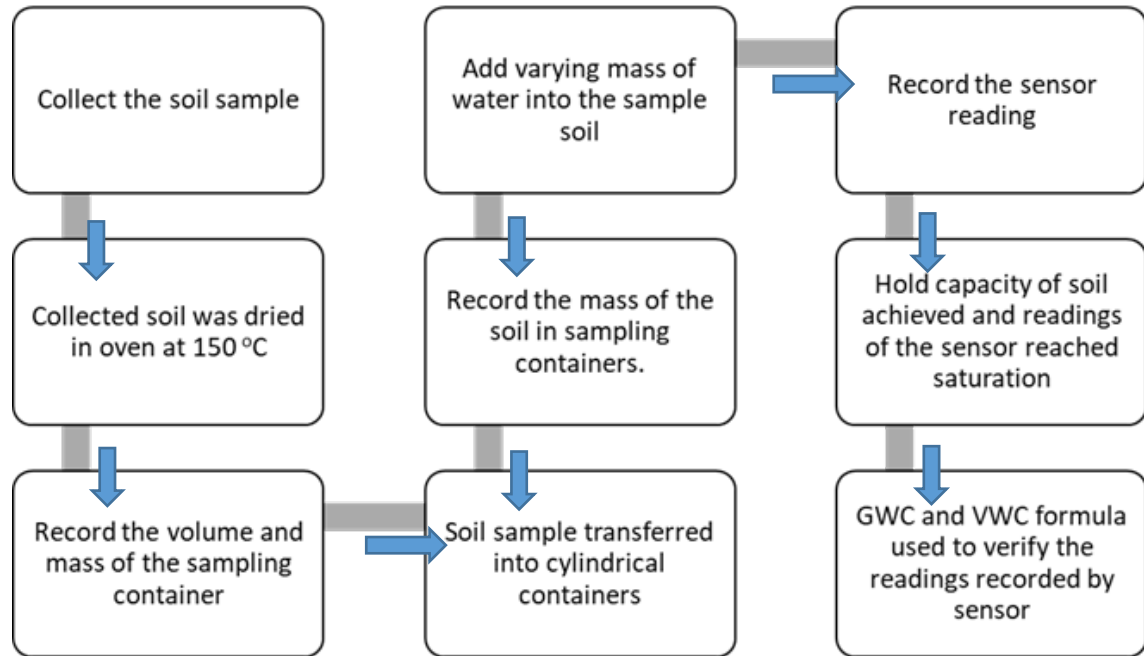 Collect the soil sample
Collected soil was dried
in oven at 150 °C
Record the volume and
mass of the sampling
container
Soil sample transferred
into cylindrical
containers
Record the mass of the
soil in sampling
containers.
Add varying mass of
water into the sample
soil
Record the sensor
reading
Hold capacity of soil
achieved and readings
of the sensor reached
saturation
GWC and VWC formula
used to verify the
readings recorded by
sensor